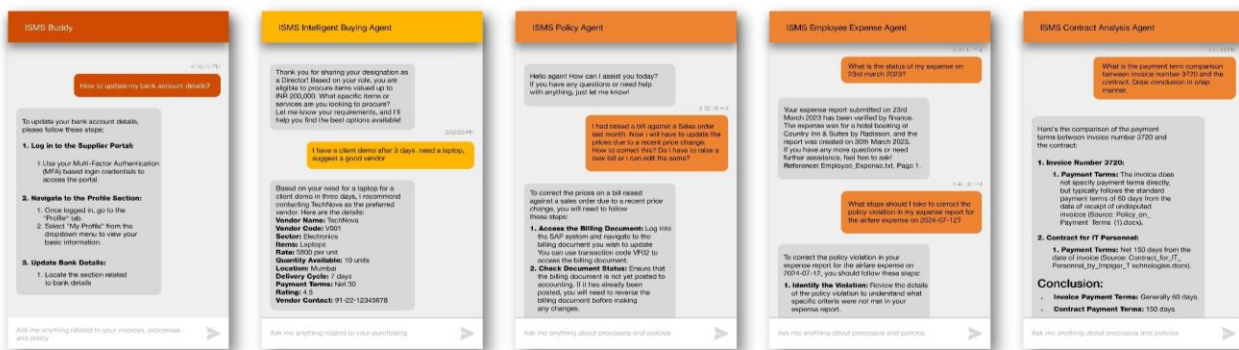 ISMS Buddy
How to update my bank account details?
To update your bank account details,
please follow these steps:
1. Log in to the Supplier Portal:
1 Use your Multi-Factor Authentication
(MFA) based login credentials to
access the portal.
2. Navigate to the Profile Section:
1. Once logged in, go to the
"Profile" tab.
2. Select "My Profile" from the
dropdown menu to view your
basic information.
3. Update Bank Details:
1. Locate the section related
to bank details
Ask me anything related to your invoices, processes
and policy
ISMS Intelligent Buying Agent
Thank you for sharing your designation as
a Director! Based on your role, you are
eligible to procure items valued up to
INR 200,000. What specific items or
services are you looking to procure?
Let me know your requirements, and I'll
help you find the best options available!
I have a client demo after 3 days, need a laptop,
suggest a good vendor
Based on your need for a laptop for a
client demo in three days, I recommend
contacting TechNova as the preferred
vendor. Here are the details:
Vendor Name: TechNova
Vendor Code: V001
Sector: Electronics
Items: Laptops
Rate: $800 per unit
Quantity Available: 10 units
Location: Mumbai
Delivery Cycle: 7 days
Payment Terms: Net 30
Rating: 4.5
Vendor Contact: 91-22-12345678
Ask me anything related to your purchasing
ISMS Policy Agent
Hello again! How can I assist you today?
If you have any questions or need help
with anything, just let me know!
I had raised a bill against a Sales order
last month. Now i will have to update the
prices due to a recent price change.
How to correct this? Do i have to raise a
new bill or i can edit the same?
To correct the prices on a bill raised
against a sales order due to a recent price
change, you will need to follow
these steps:
1. Access the Billing Document: Log into
the SAP system and navigate to the
billing document you wish to update
You can use transaction code VF02 to
access the billing document.
2. Check Document Status: Ensure that
the billing document is not yet posted to
accounting. If it has already been
posted, you will need to reverse the
billing document before making
any changes.
Ask me anything about processes and policies
ISMS Employee Expense Agent
What is the status of my expense on
23rd march 2023?
Your expense report submitted on 23rd
March 2023 has been verified by finance.
The expense was for a hotel booking at
Country Inn & Suites by Radisson, and the
report was created on 30th March 2023.
If you have any more questions or need
further assistance, feel free to ask!
Reference: Employee_Expense.txt, Page 1.
What steps should I take to correct the
policy violation in my expense report for
the airfare expense on 2024-07-12?
To correct the policy violation in your
expense report for the airfare expense on
2024-07-12, you should follow these steps:
1. Identify the Violation: Review the details
of the policy violation to understand what
specific criteria were not met in your
expense report.
Ask me anything about processes and policies
ISMS Contract Analysis Agent
What is the payment term comparison
between invoice number 3720 and the
contract. Draw conclusion in crisp
manner.
Here's the comparison of the payment
terms between invoice number 3720 and
the contract:
1. Invoice Number 3720:
1. Payment Terms: The invoice does
not specify payment terms directly,
but typically follows the standard
payment terms of 60 days from the
date of receipt of undisputed
invoices (Source: Policy_on_
Payment Terms (1).docx).
2. Contract for IT Personnal:
1. Payment Terms: Net 150 days from the
date of invoice (Source: Contract_for_IT_
Personnal_by_Impigar_T echnologies.docx).
Conclusion:
. Invoice Payment Terms: Generally 60 days.
. Contract Payment Terms: 150 days.
Ask me anything about processes and policies